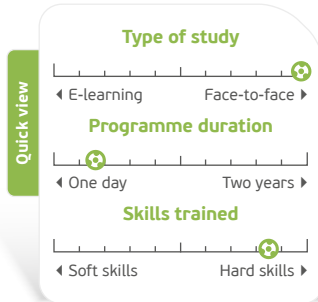 Quick view
Type of study
E-learning Face-to-face
Programme duration
One day Two years
Skills trained
Soft skills Hard skills